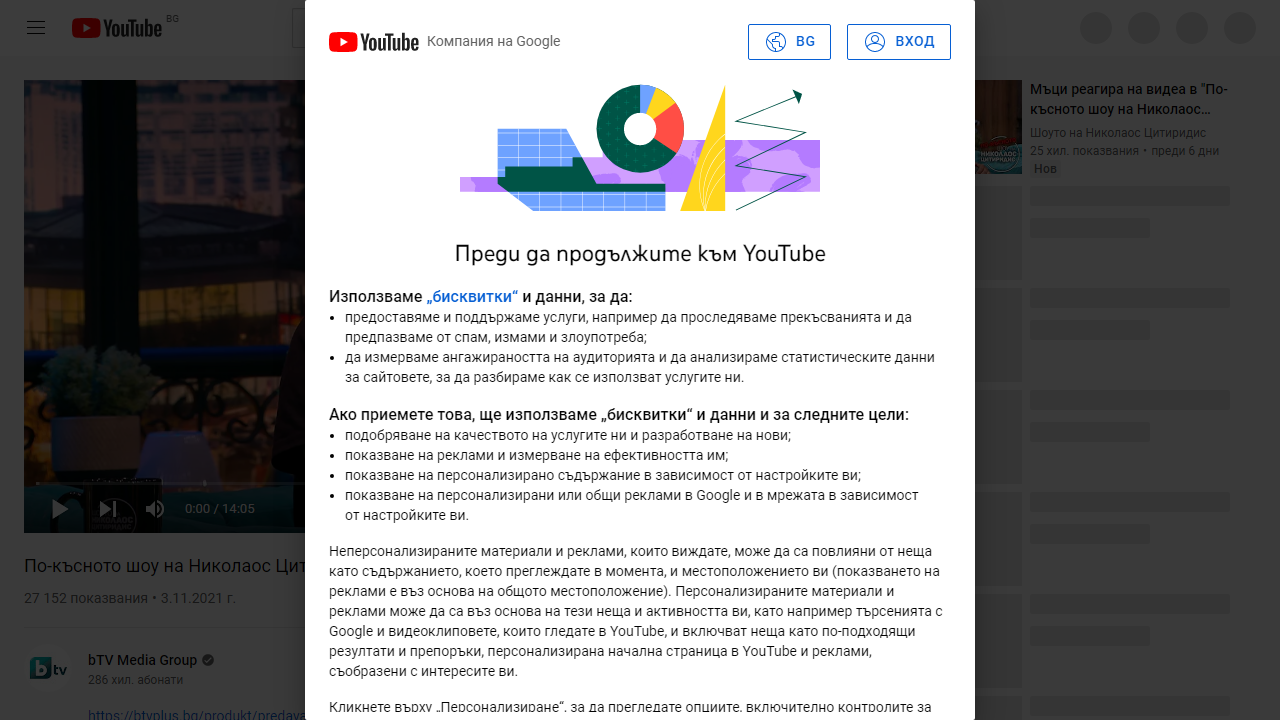 YouTube BG
YouTube Компания на Google
BG
ВХОД
Преди да продължите към YouTube
Използваме „бисквитки“ и данни, за да:
предоставяме и поддържаме услуги, например да проследяваме прекъсванията и да
предпазваме от спам, измами и злоупотреба;
да измерваме ангажираността на аудиторията и да анализираме статистическите данни
за сайтовете, за да разбираме как се използват услугите ни.
Ако приемете това, ще използваме „бисквитки“ и данни и за следните цели:
подобряване на качеството на услугите ни и разработване на нови;
показване на реклами и измерване на ефективността им;
показване на персонализирано съдържание в зависимост от настройките ви;
показване на персонализирани или общи реклами в Google и в мрежата в зависимост
от настройките ви.
Неперсонализираните материали и реклами, които виждате, може да са повлияни от неща
като съдържанието, което преглеждате в момента, и местоположението ви (показването на
реклами е въз основа на общото местоположение). Персонализираните материали и
реклами може да са въз основа на тези неща и активността ви, като например търсенията с
Google и видеоклиповете, които гледате в YouTube, и включват неща като по-подходящи
резултати и препоръки, персонализирана начална страница в YouTube и реклами,
съобразени с интересите ви.
Кликнете върху „Персонализиране“, за да прегледате опциите, включително контролите за
0:00 / 14:05
По-късното шоу на Николаос Цит
27 152 показвания • 3.11.2021 г.
btv
bTV Media Group
286 хил. абонати
https://btvplus.bg/produkt/predava
Мъци реагира на видеа в "По-
късното шоу на Николаос...
Шоуто на Николаос Цитиридис
25 хил. показвания • преди 6 дни
Нов
НИКОЛАОС
ЦИТИРИДИС